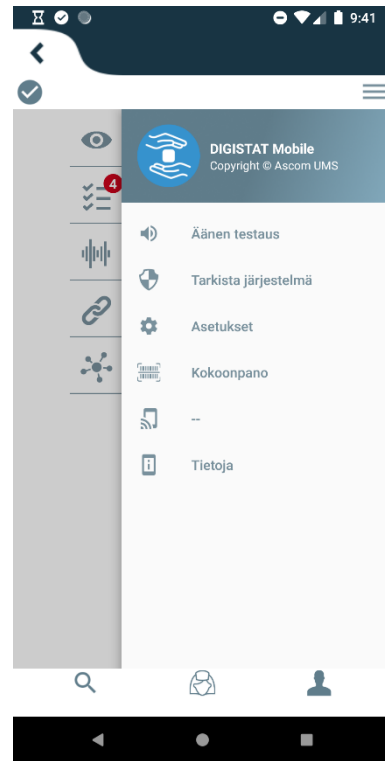 9:41
DIGISTAT Mobile
Copyright © Ascom UMS
4
Äänen testaus
Tarkista järjestelmä
Asetukset
Kokoonpano
--
Tietoja